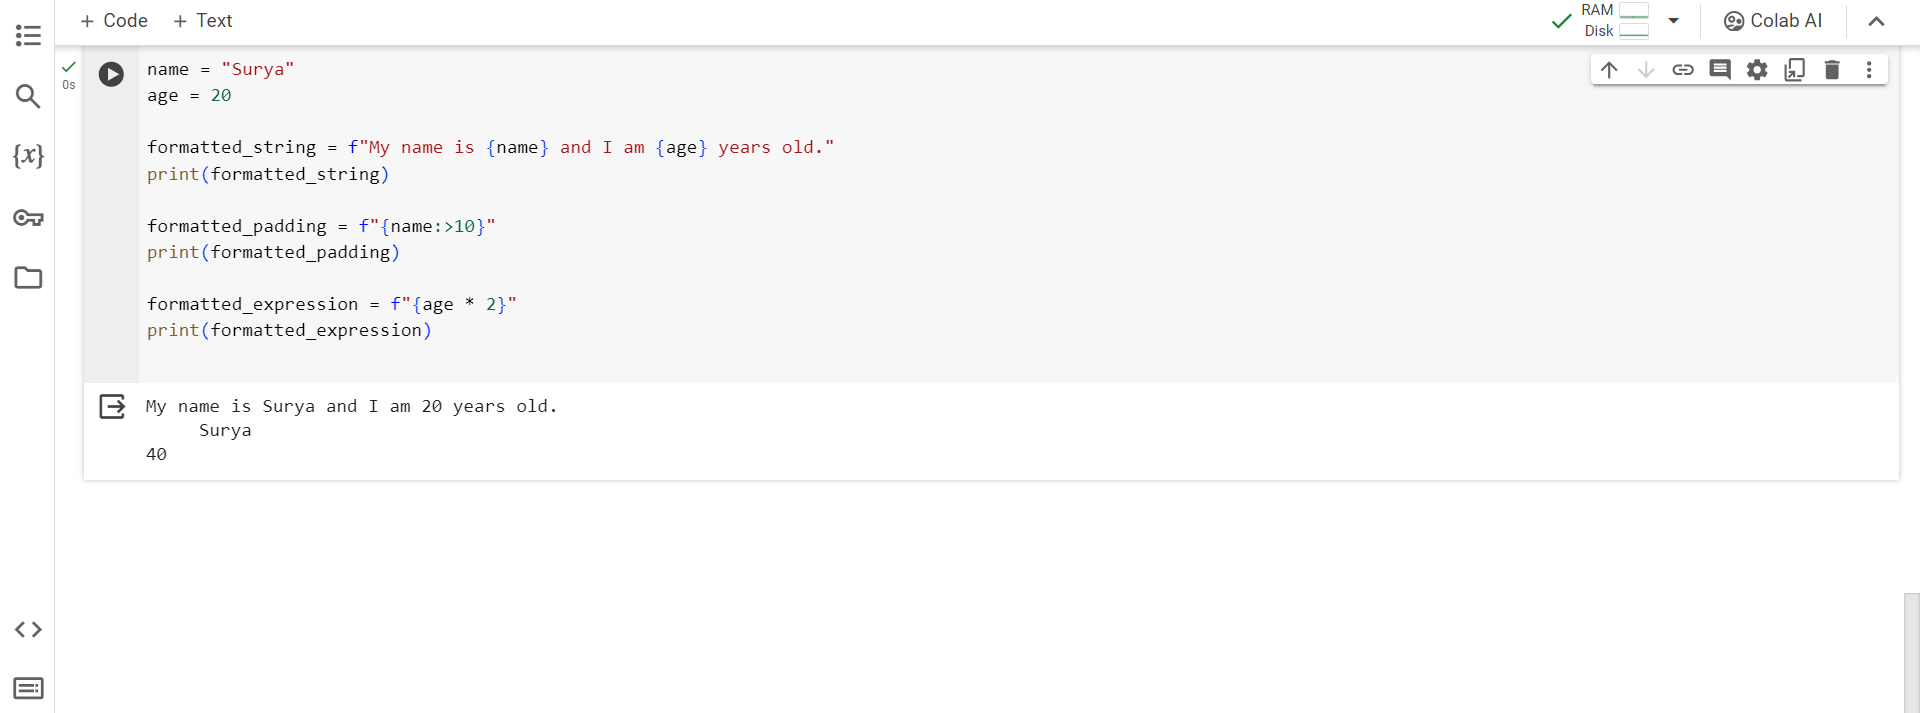 + Code + Text
RAM
Disk
Colab AI
0s
{x}
name = "Surya"
age = 20
formatted_string = f"My name is {name} and I am {age} years old."
print(formatted_string)
formatted_padding = f"{name:>10}"
print(formatted_padding)
formatted_expression = f"{age * 2}"
print(formatted_expression)
My name is Surya and I am 20 years old.
     Surya
40